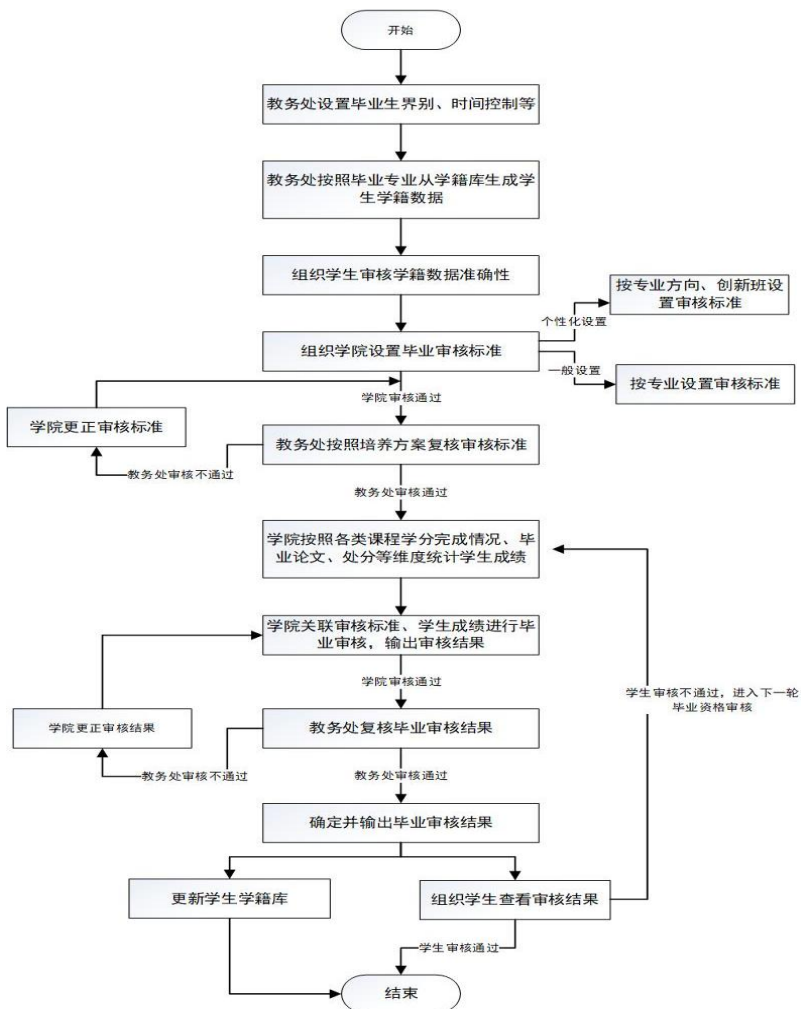 开始
教务处设置毕业生界别、时间控制等
教务处按照毕业专业从学籍库生成学
生学籍数据
组织学生审核学籍数据准确性
按专业方向、创新班设
置审核标准
个性化设置
组织学院设置毕业审核标准
一般设置
按专业设置审核标准
学院审核通过
学院更正审核标准
教务处按照培养方案复核审核标准
教务处审核不通过
教务处审核通过
学院按照各类课程学分完成情况、毕
业论文、处分等维度统计学生成绩
学院关联审核标准、学生成绩进行毕
业审核，输出审核结果
学院审核通过
学生审核不通过，进入下一轮
毕业资格审核
学院更正审核结果
教务处复核毕业审核结果
教务处审核不通过
教务处审核通过
确定并输出毕业审核结果
更新学生学籍库
组织学生查看审核结果
学生审核通过
结束